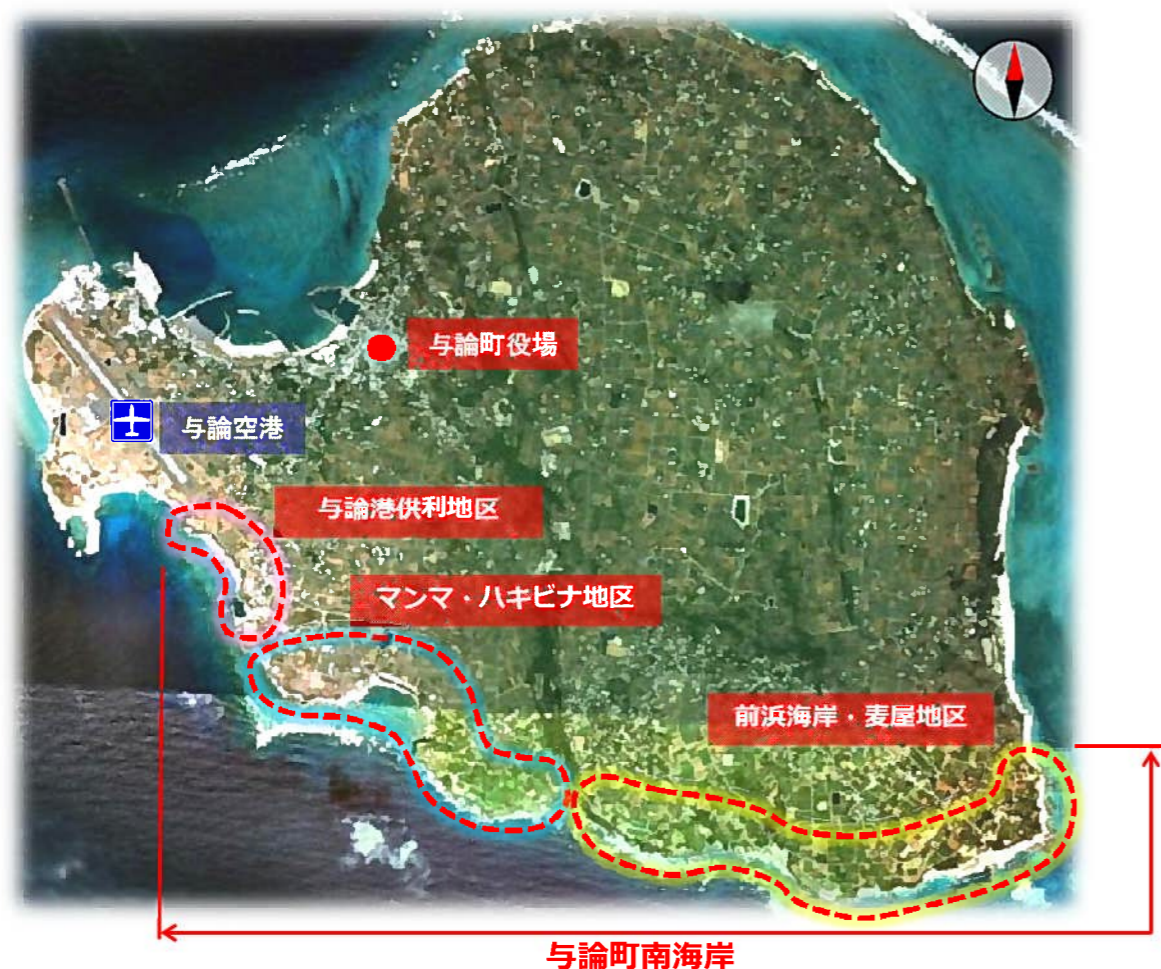 与論町役場
与論空港
与論港供利地区
マンマ・ハキビナ地区
前浜海岸・麦屋地区
与論町南海岸